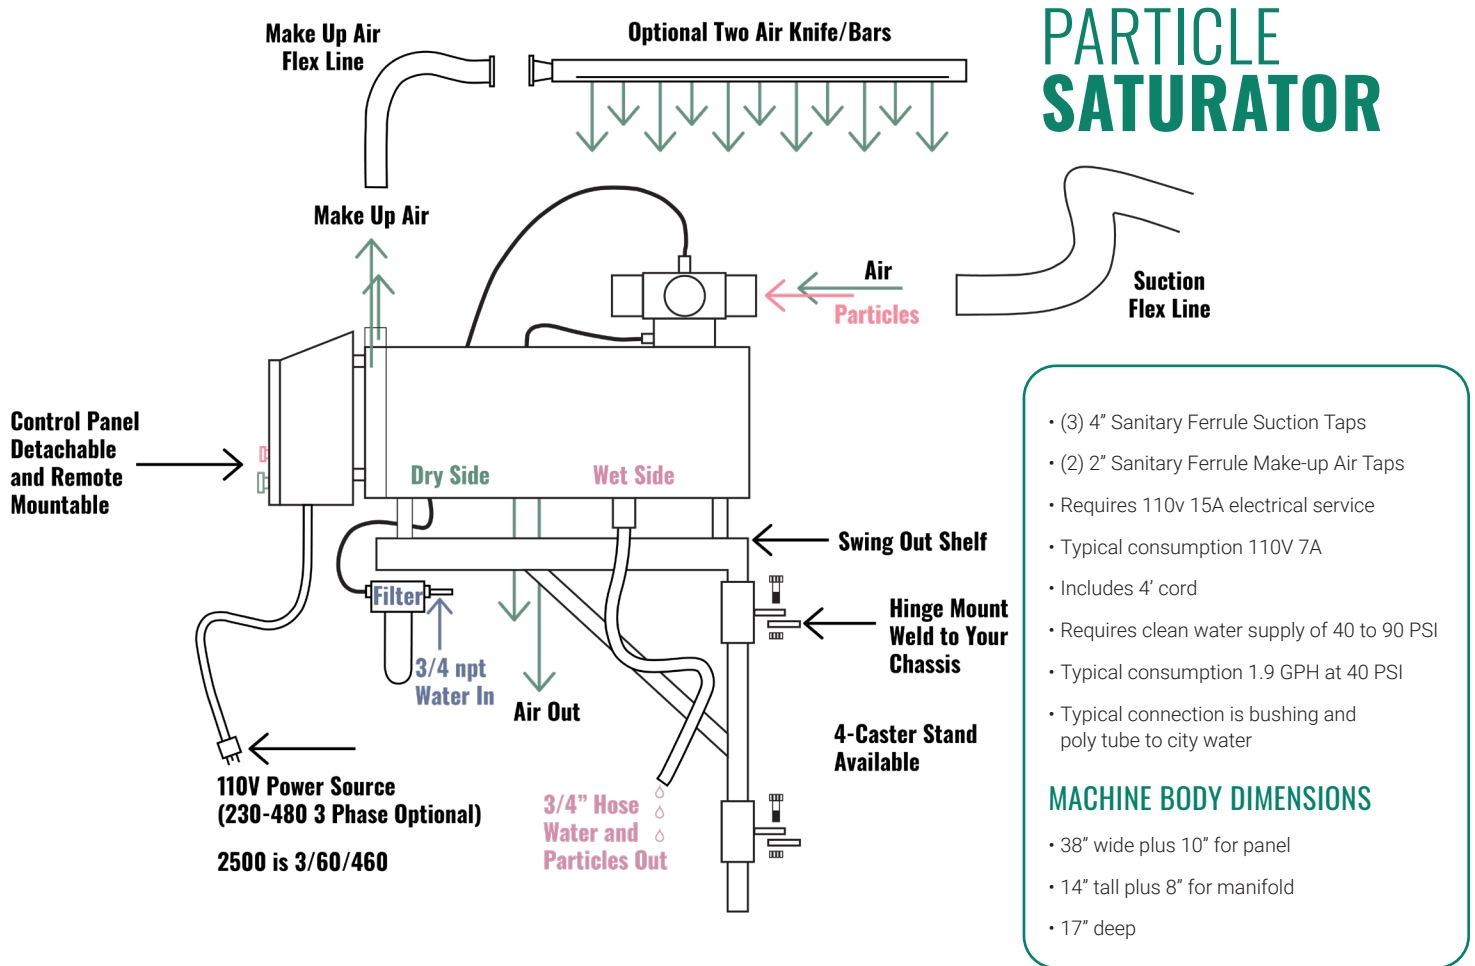 PARTICLE
SATURATOR
Make Up Air
Flex Line
Optional Two Air Knife/Bars
Make Up Air
Air
Particles
Suction
Flex Line
Control Panel
Detachable
and Remote
Mountable
Dry Side
Wet Side
Swing Out Shelf
Filter
Hinge Mount
Weld to Your
Chassis
3/4 npt
Water In
Air Out
4-Caster Stand
Available
110V Power Source
(230-480 3 Phase Optional)
2500 is 3/60/460
3/4” Hose
Water and
Particles Out
• (3) 4” Sanitary Ferrule Suction Taps
• (2) 2” Sanitary Ferrule Make-up Air Taps
• Requires 110v 15A electrical service
• Typical consumption 110V 7A
• Includes 4’ cord
• Requires clean water supply of 40 to 90 PSI
• Typical consumption 1.9 GPH at 40 PSI
• Typical connection is bushing and
poly tube to city water
MACHINE BODY DIMENSIONS
• 38” wide plus 10” for panel
• 14” tall plus 8” for manifold
• 17” deep